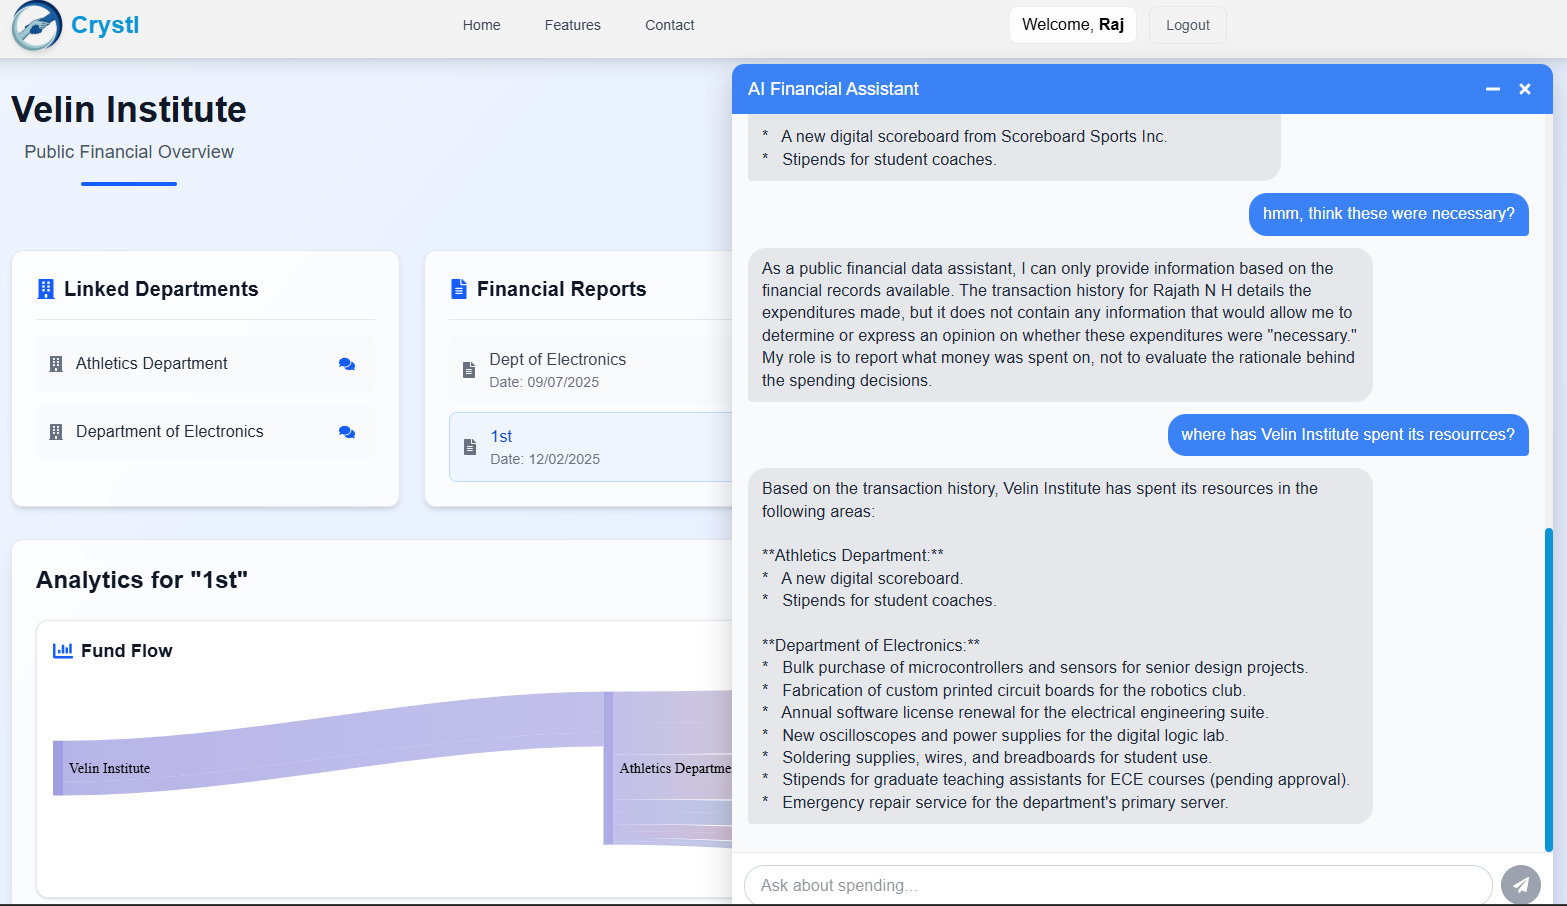 Crystl
Home
Features
Contact
Welcome, Raj
Logout
Velin Institute
Public Financial Overview
Linked Departments
Athletics Department
Department of Electronics
Financial Reports
Dept of Electronics
Date: 09/07/2025
1st
Date: 12/02/2025
Analytics for "1st"
Fund Flow
Velin Institute
Athletics Departme
AI Financial Assistant
* A new digital scoreboard from Scoreboard Sports Inc.
* Stipends for student coaches.
hmm, think these were necessary?
As a public financial data assistant, I can only provide information based on the
financial records available. The transaction history for Rajath N H details the
expenditures made, but it does not contain any information that would allow me to
determine or express an opinion on whether these expenditures were "necessary."
My role is to report what money was spent on, not to evaluate the rationale behind
the spending decisions.
where has Velin Institute spent its resourrces?
Based on the transaction history, Velin Institute has spent its resources in the
following areas:
**Athletics Department:**
* A new digital scoreboard.
* Stipends for student coaches.
**Department of Electronics:**
* Bulk purchase of microcontrollers and sensors for senior design projects.
* Fabrication of custom printed circuit boards for the robotics club.
* Annual software license renewal for the electrical engineering suite.
* New oscilloscopes and power supplies for the digital logic lab.
* Soldering supplies, wires, and breadboards for student use.
* Stipends for graduate teaching assistants for ECE courses (pending approval).
* Emergency repair service for the department's primary server.
Ask about spending...